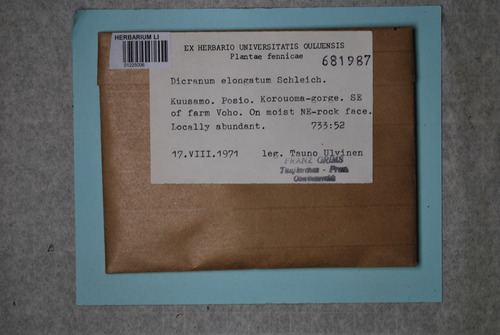 HERBARIUM LI
01228006
EX HERBARIO UNIVERSITATIS OULUENSIS
Plantae fennicae
681987
Dicranum elongatum Schleich.
Kuusamo. Posio. Korouoma-gorge. SE
of farm Voho. On moist NE-rock face.
Locally abundant. 733:52
17.VIII.1971 leg. Tauno Ulvinen
FRANZ GRIMS